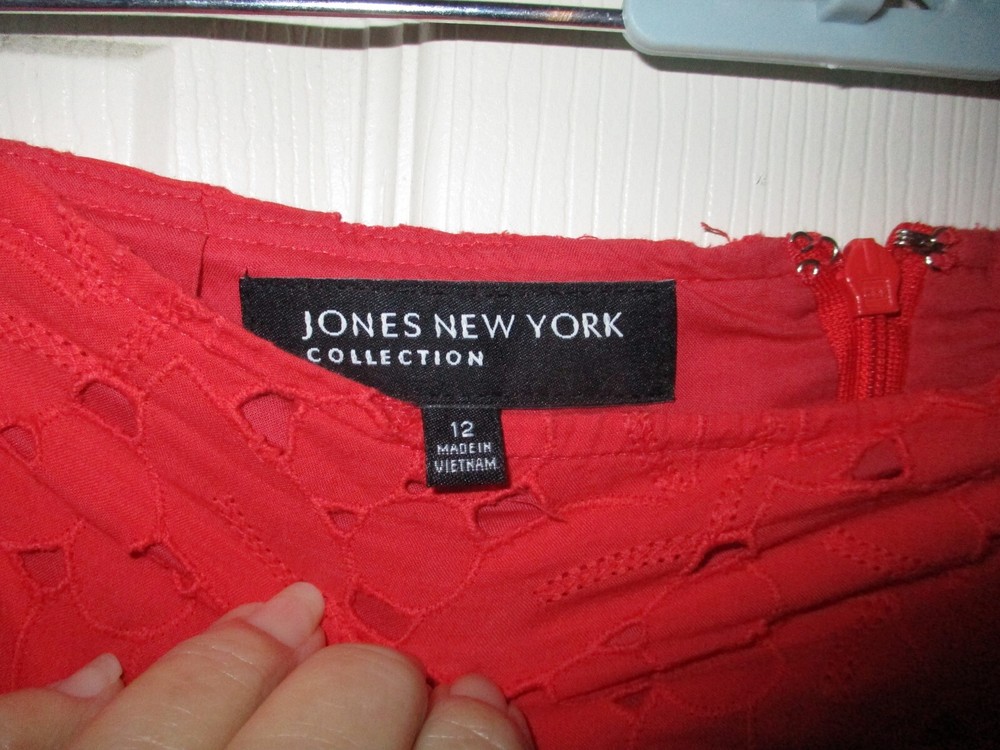 JONES NEW YORK
COLLECTION
12
MADE IN
VIETNAM